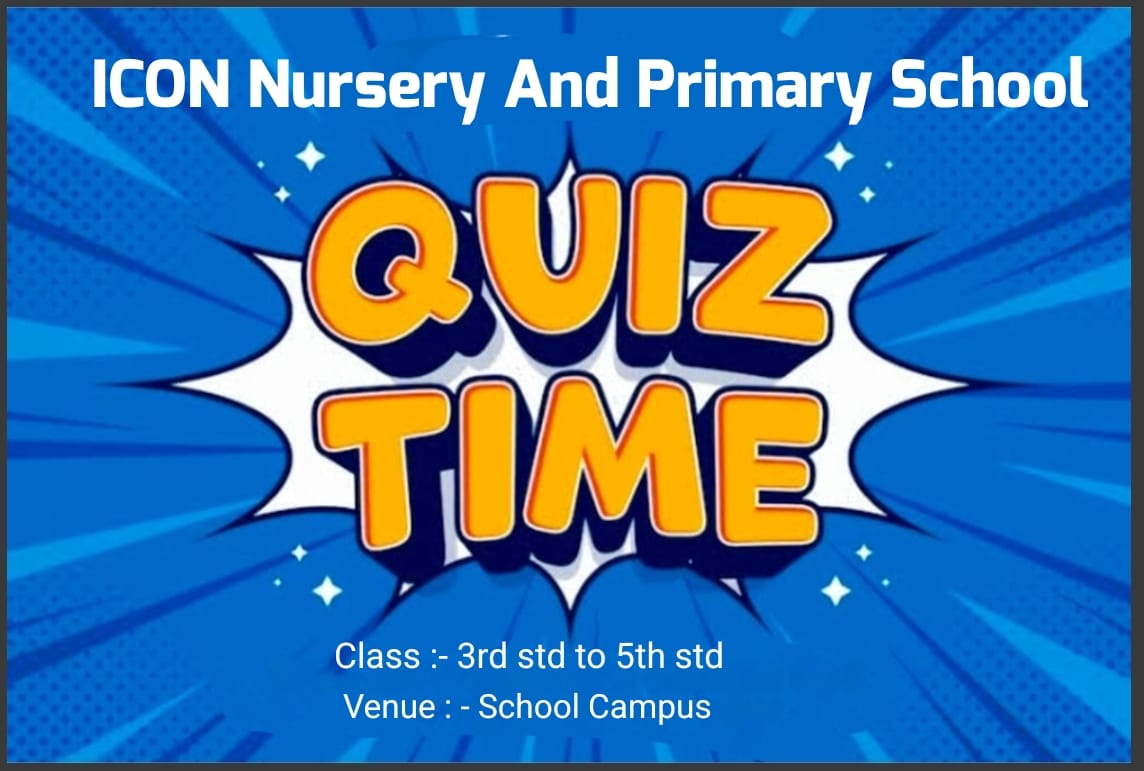 ICON Nursery And Primary School
QUIZ
TIME
Class :- 3rd std to 5th std
Venue : - School Campus